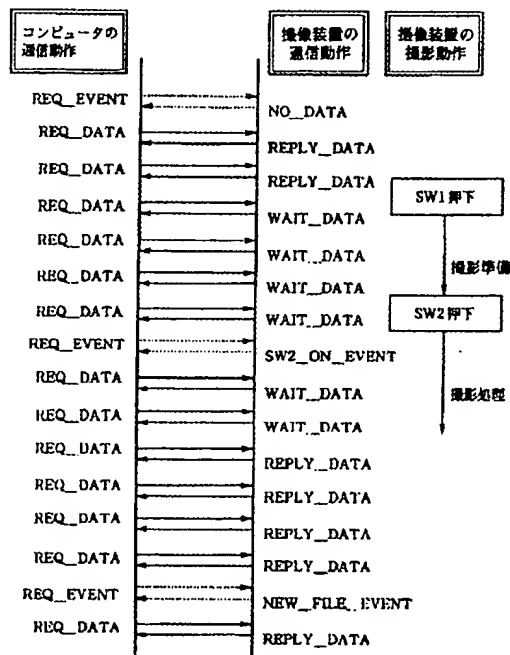 コンピュータの
通信動作
撮像装置の
通信動作
撮像装置の
撮影動作
REQ_EVENT
NO_DATA
REQ_DATA
REPLY_DATA
REQ_DATA
REPLY_DATA
SW1押下
REQ_DATA
WAIT_DATA
REQ_DATA
WAIT_DATA
撮影準備
REQ_DATA
WAIT_DATA
REQ_DATA
WAIT_DATA
SW2押下
REQ_EVENT
SW2_ON_EVENT
REQ_DATA
WAIT_DATA
撮影処理
REQ_DATA
WAIT_DATA
REQ_DATA
REPLY_DATA
REQ_DATA
REPLY_DATA
REQ_DATA
REPLY_DATA
REQ_DATA
REPLY_DATA
REQ_EVENT
NEW_FILE_EVENT
REQ_DATA
REPLY_DATA